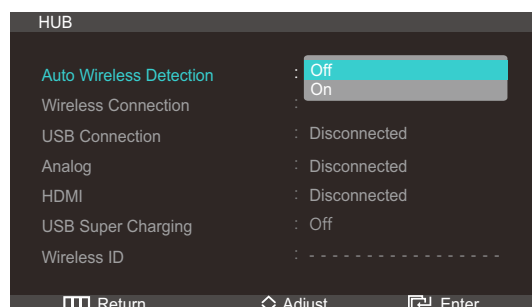 HUB
Auto Wireless Detection : Off
On
Wireless Connection :
USB Connection : Disconnected
Analog : Disconnected
HDMI : Disconnected
USB Super Charging : Off
Wireless ID : - - - - - - - - - - - - - - - - -
Return Adjust Enter